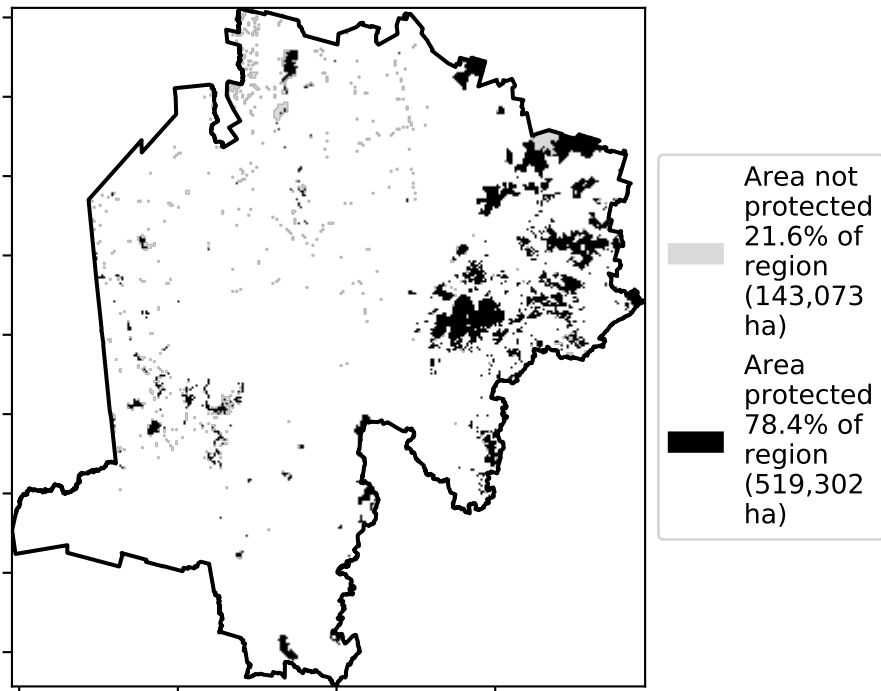 Area not
protected
21.6% of
region
(143,073
ha)
Area
protected
78.4% of
region
(519,302
ha)